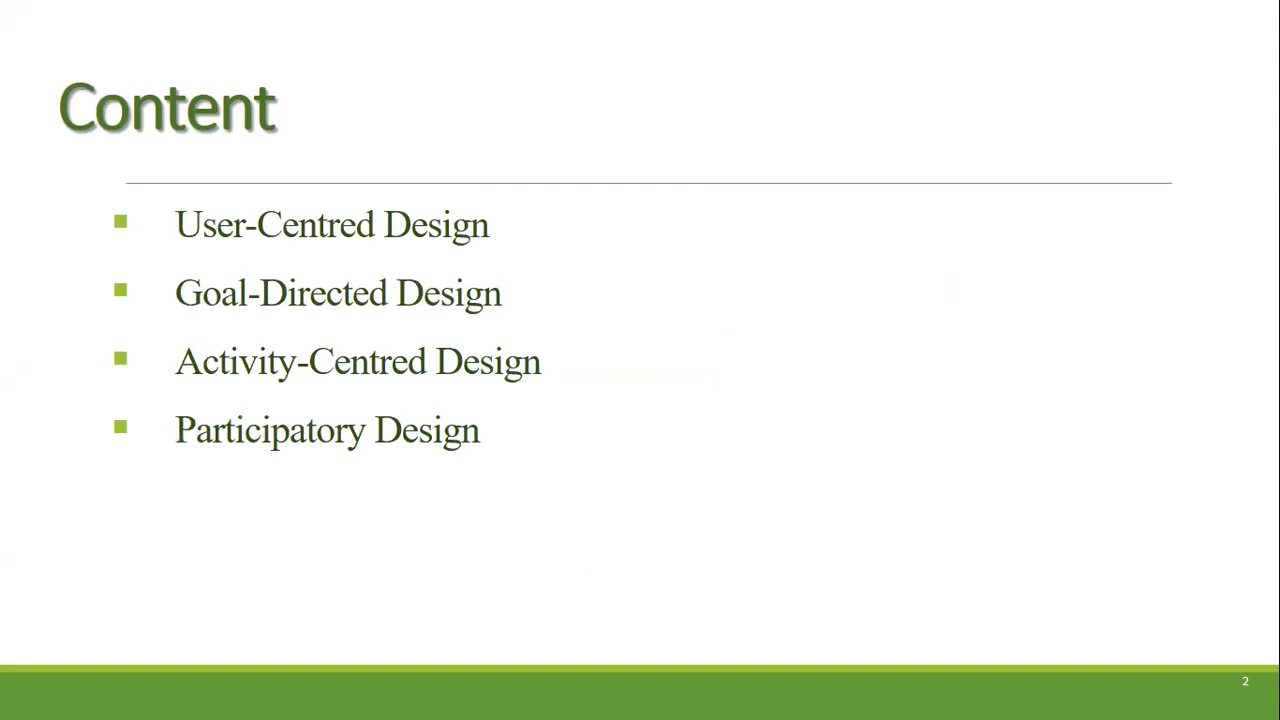 Content
User-Centred Design
Goal-Directed Design
Activity-Centred Design
Participatory Design
2